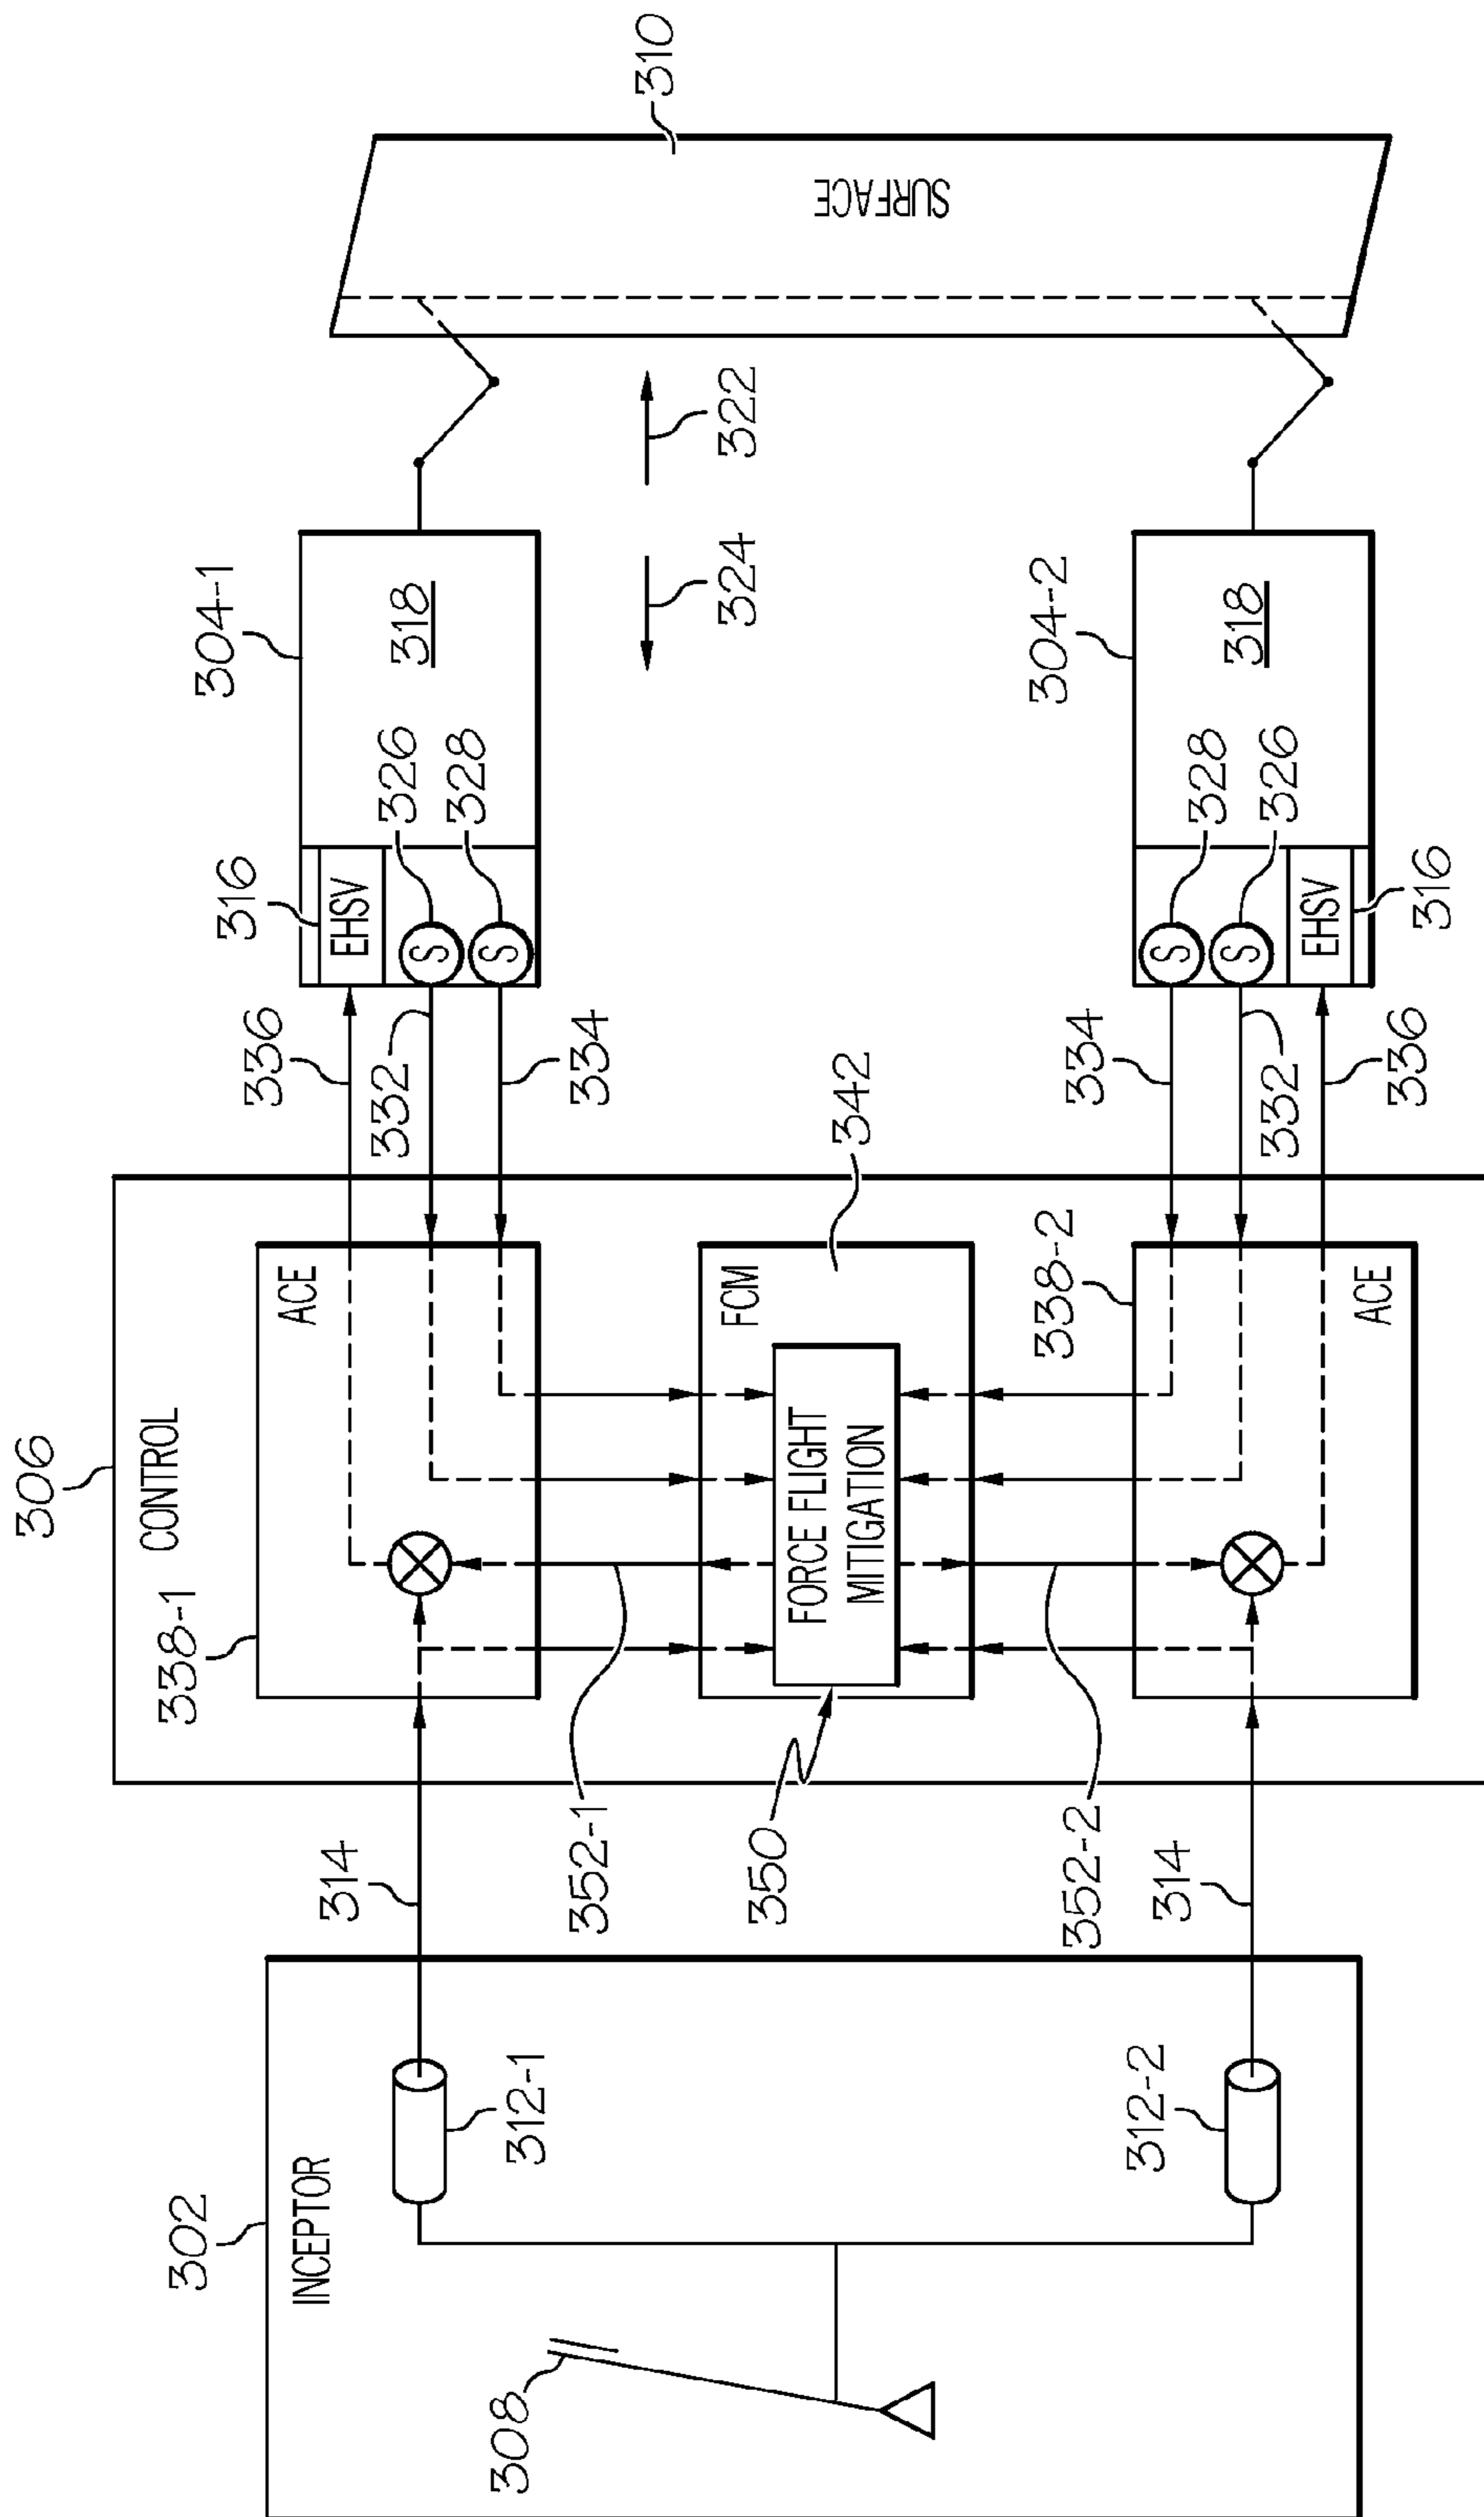 302
INCEPTOR
308
312-1
312-2
314
314
306
CONTROL
338-1
ACE
352-1
350
FORCE FLIGHT
MITIGATION
FCM
342
352-2
338-2
ACE
336
332
334
334
332
336
316
EHSV
S
S
326
328
304-1
318
324
322
304-2
318
328
326
S
S
EHSV
316
SURFACE
310